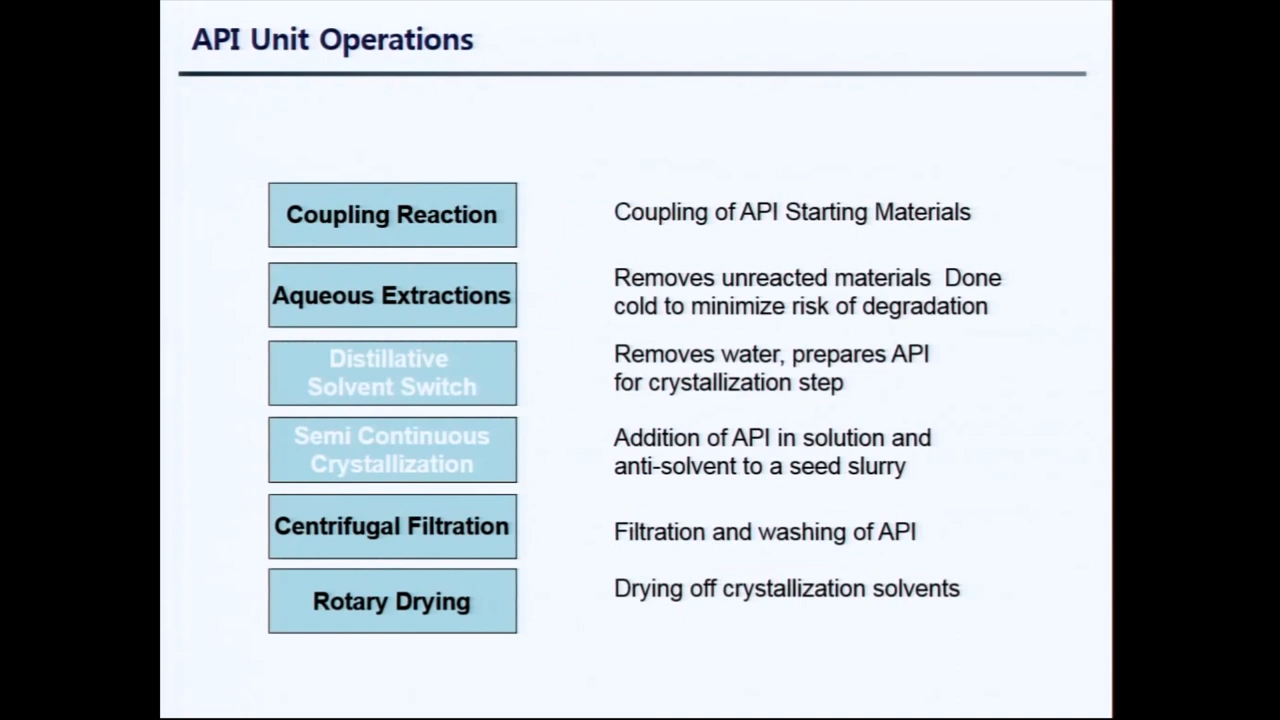 API Unit Operations
Coupling Reaction
Coupling of API Starting Materials
Aqueous Extractions
Removes unreacted materials  Done
cold to minimize risk of degradation
Distillative
Solvent Switch
Removes water, prepares API
for crystallization step
Semi Continuous
Crystallization
Addition of API in solution and
anti-solvent to a seed slurry
Centrifugal Filtration
Filtration and washing of API
Rotary Drying
Drying off crystallization solvents